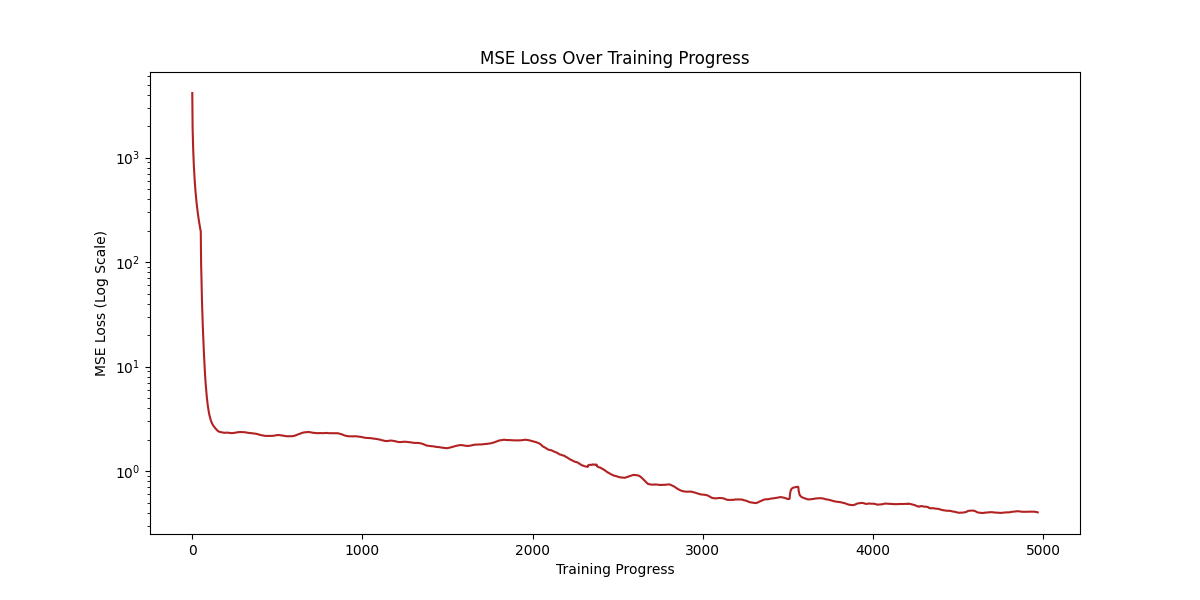 MSE Loss Over Training Progress
MSE Loss (Log Scale)
10³
10²
10¹
10⁰
0 1000 2000 3000 4000 5000
Training Progress